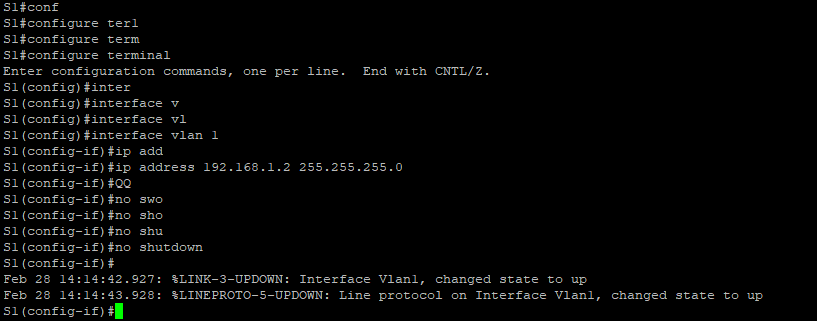 S1#conf
S1#configure ter1
S1#configure term
S1#configure terminal
Enter configuration commands, one per line.  End with CNTL/Z.
S1(config)#inter
S1(config)#interface v
S1(config)#interface vl
S1(config)#interface vlan 1
S1(config-if)#ip add
S1(config-if)#ip address 192.168.1.2 255.255.255.0
S1(config-if)#QQ
S1(config-if)#no swo
S1(config-if)#no sho
S1(config-if)#no shu
S1(config-if)#no shutdown
S1(config-if)#
Feb 28 14:14:42.927: %LINK-3-UPDOWN: Interface Vlan1, changed state to up
Feb 28 14:14:43.928: %LINEPROTO-5-UPDOWN: Line protocol on Interface Vlan1, changed state to up
S1(config-if)#